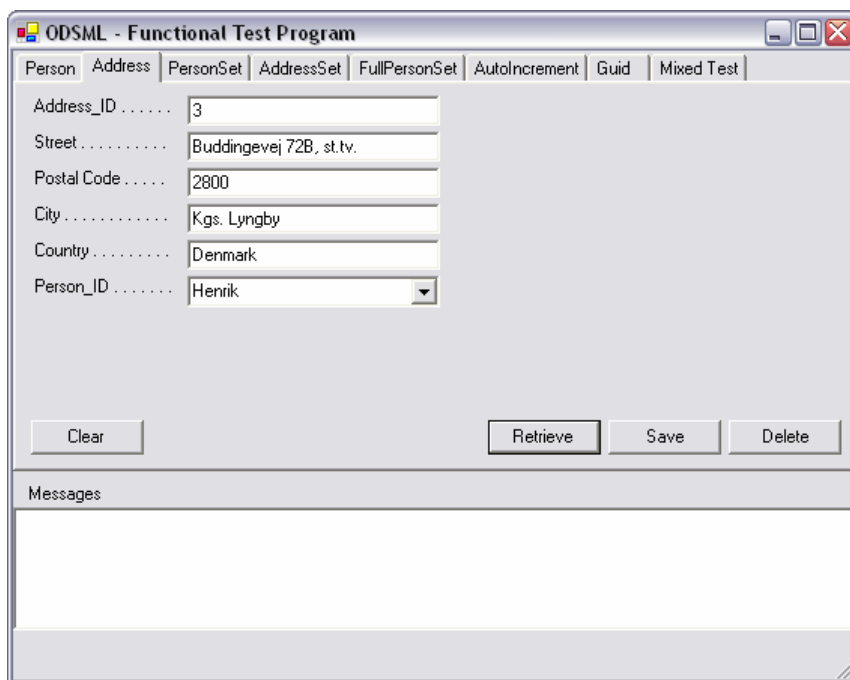 ODSML - Functional Test Program
Person Address PersonSet AddressSet FullPersonSet AutoIncrement Guid Mixed Test
Address_ID . . . . . . 3
Street . . . . . . . . . . Buddingevej 72B, st.tv.
Postal Code . . . . . 2800
City . . . . . . . . . . . . Kgs. Lyngby
Country . . . . . . . . . Denmark
Person_ID . . . . . . . Henrik
Clear Retrieve Save Delete
Messages